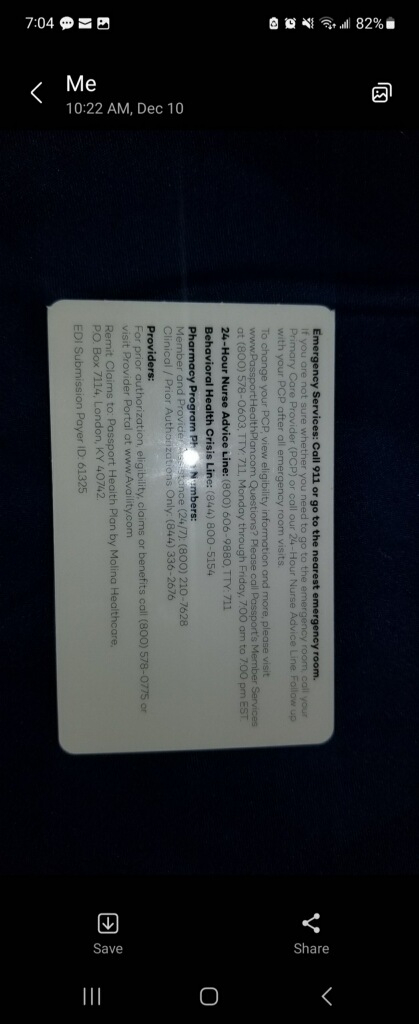 7:04
82%
Me
10:22 AM, Dec 10
Emergency Services: Call 911 or go to the nearest emergency room.
If you are not sure whether you need to go to the emergency room, call your
Primary Care Provider (PCP) or call our 24-Hour Nurse Advice Line. Follow up
with your PCP after all emergency room visits.
To change your PCP, view eligibility information and more, please visit
www.PassportHealthPlan.com. Questions? Please call Passport's Member Services
at (800) 578-0603, TTY: 711, Monday through Friday, 7:00 am to 7:00 pm EST.
24-Hour Nurse Advice Line: (800) 606-9880, TTY: 711
Behavioral Health Crisis Line: (844) 800-5154
Pharmacy Program Numbers:
Member and Provider (24/7): (800) 210-7628
Clinical / Prior Authorizations Only: (844) 336-2676
Providers:
For prior authorization, eligibility, claims or benefits call (800) 578-0775 or
visit Provider Portal at www.Availity.com
Remit Claims to: Passport Health Plan by Molina Healthcare,
P.O. Box 7114, London, KY 40742.
EDI Submission Payer ID: 61325
Save
Share